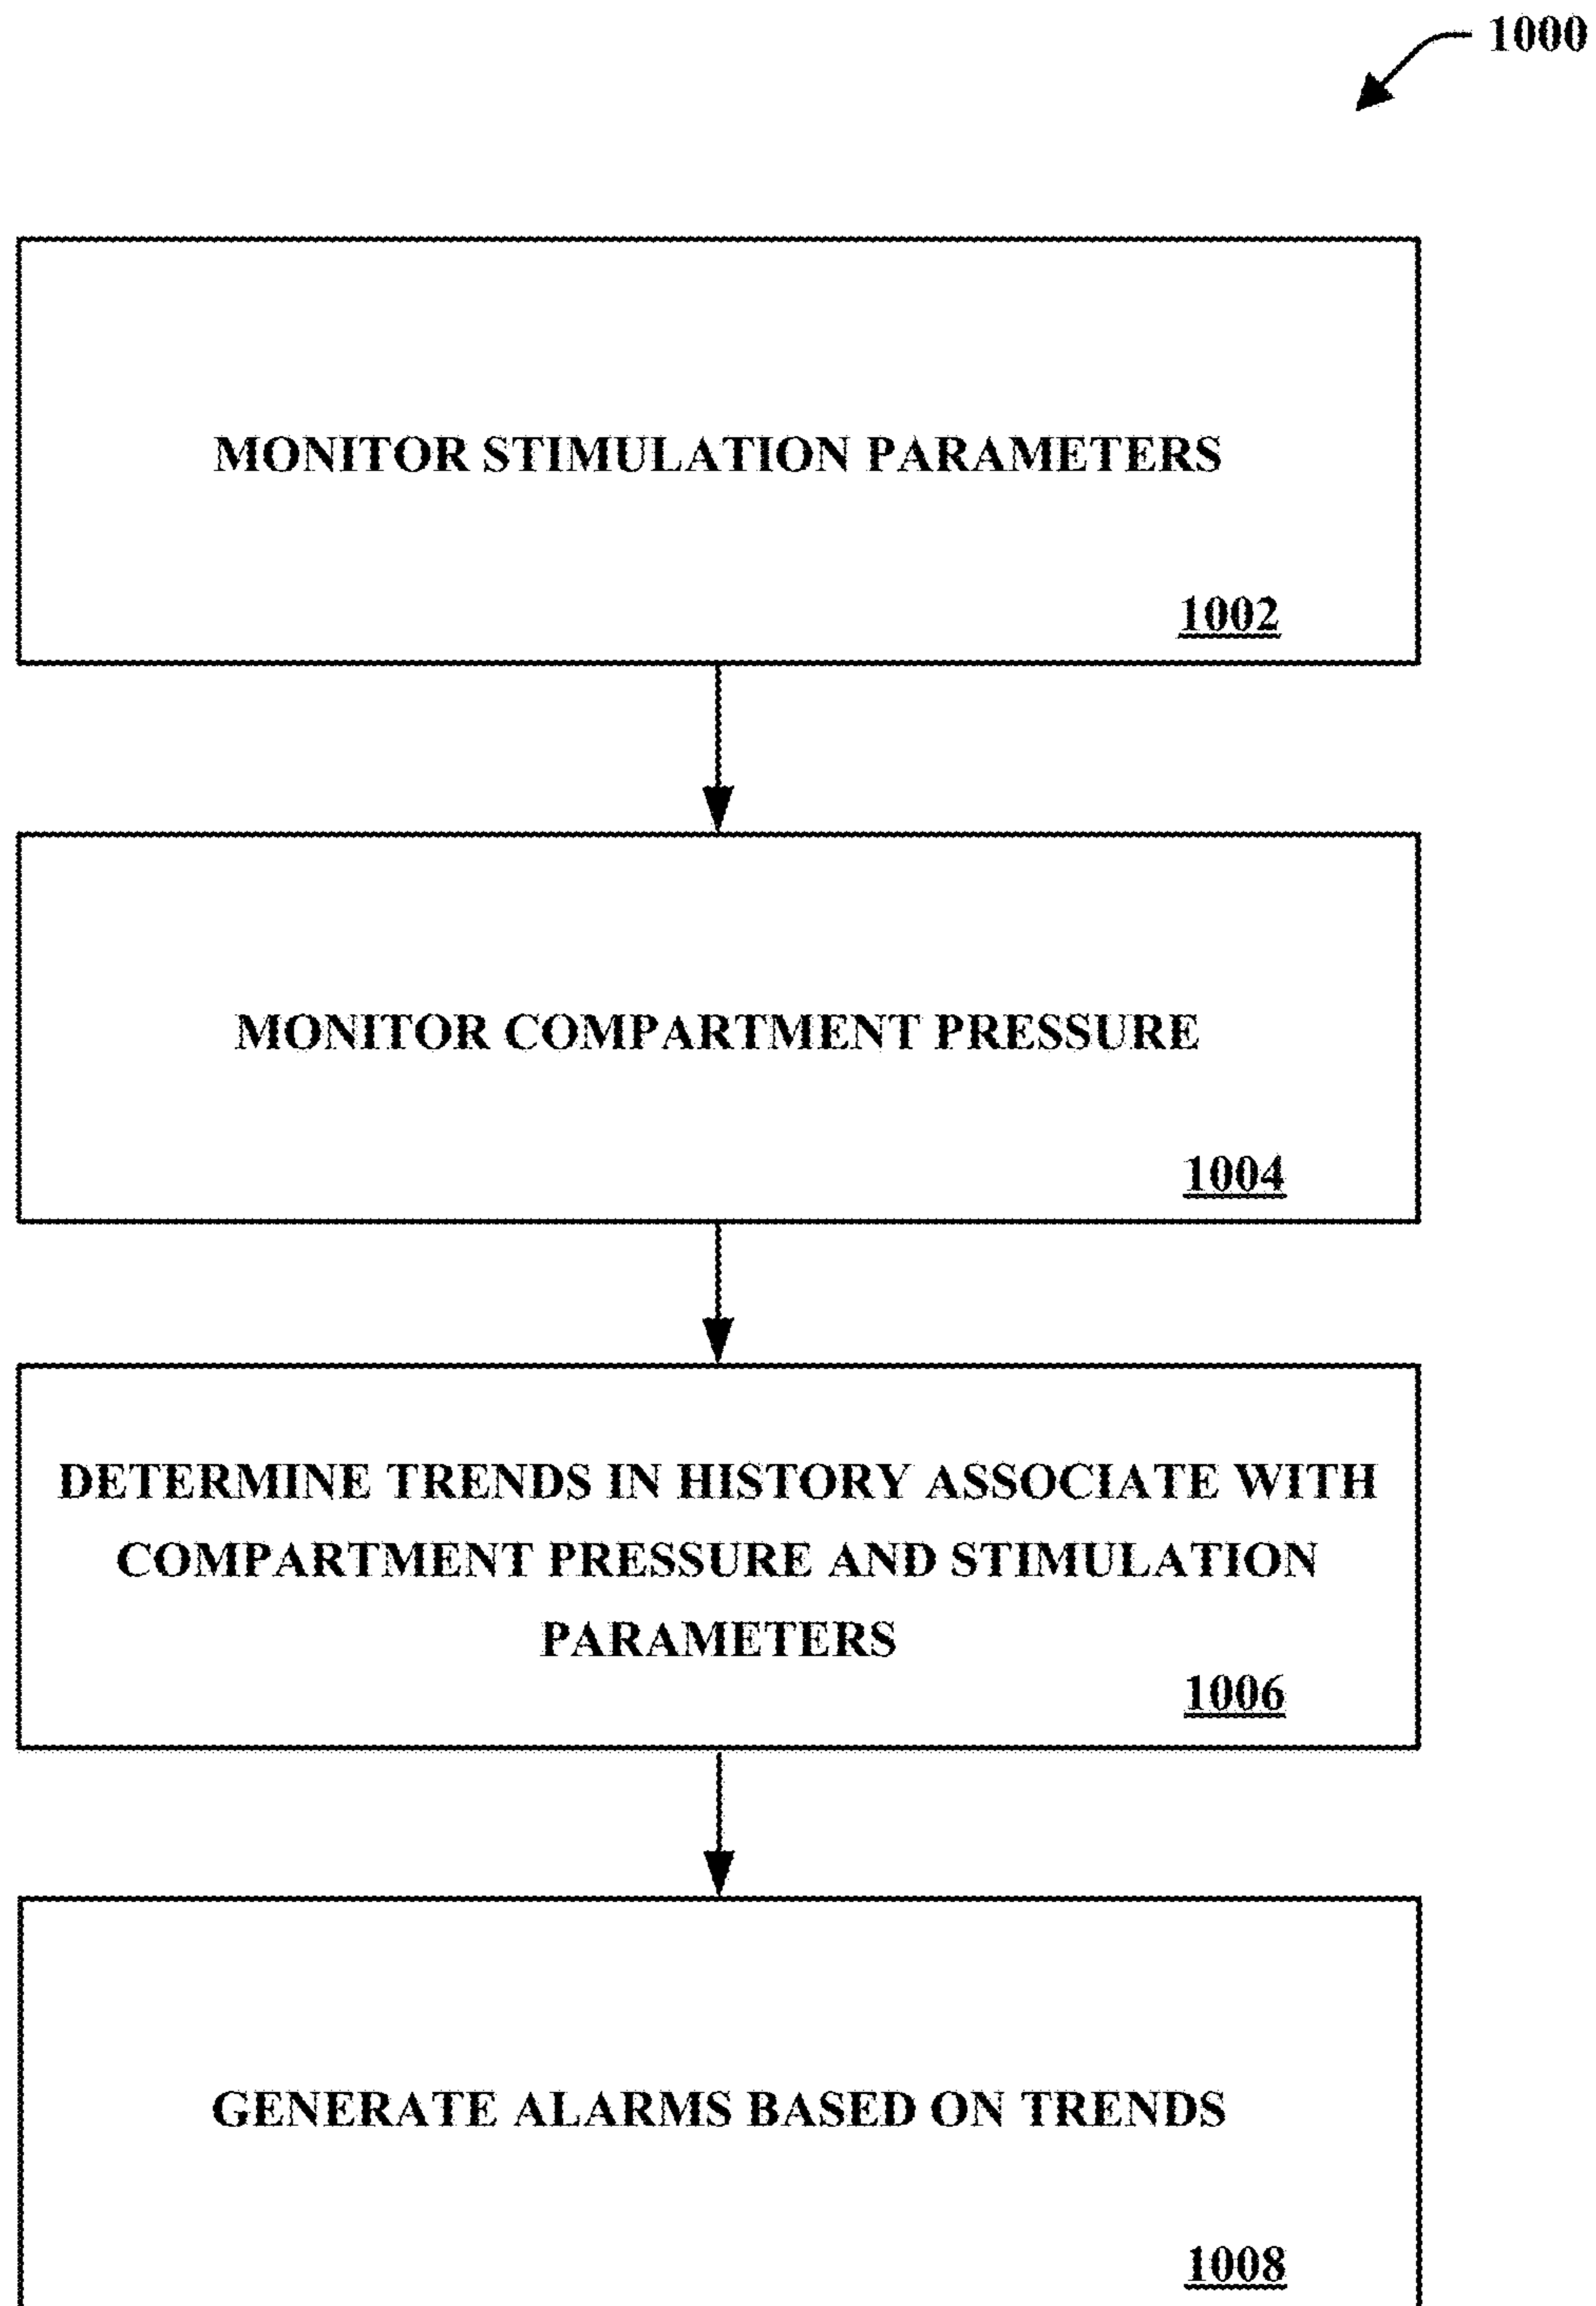 1000
MONITOR STIMULATION PARAMETERS
1002
MONITOR COMPARTMENT PRESSURE
1004
DETERMINE TRENDS IN HISTORY ASSOCIATE WITH
COMPARTMENT PRESSURE AND STIMULATION
PARAMETERS
1006
GENERATE ALARMS BASED ON TRENDS
1008